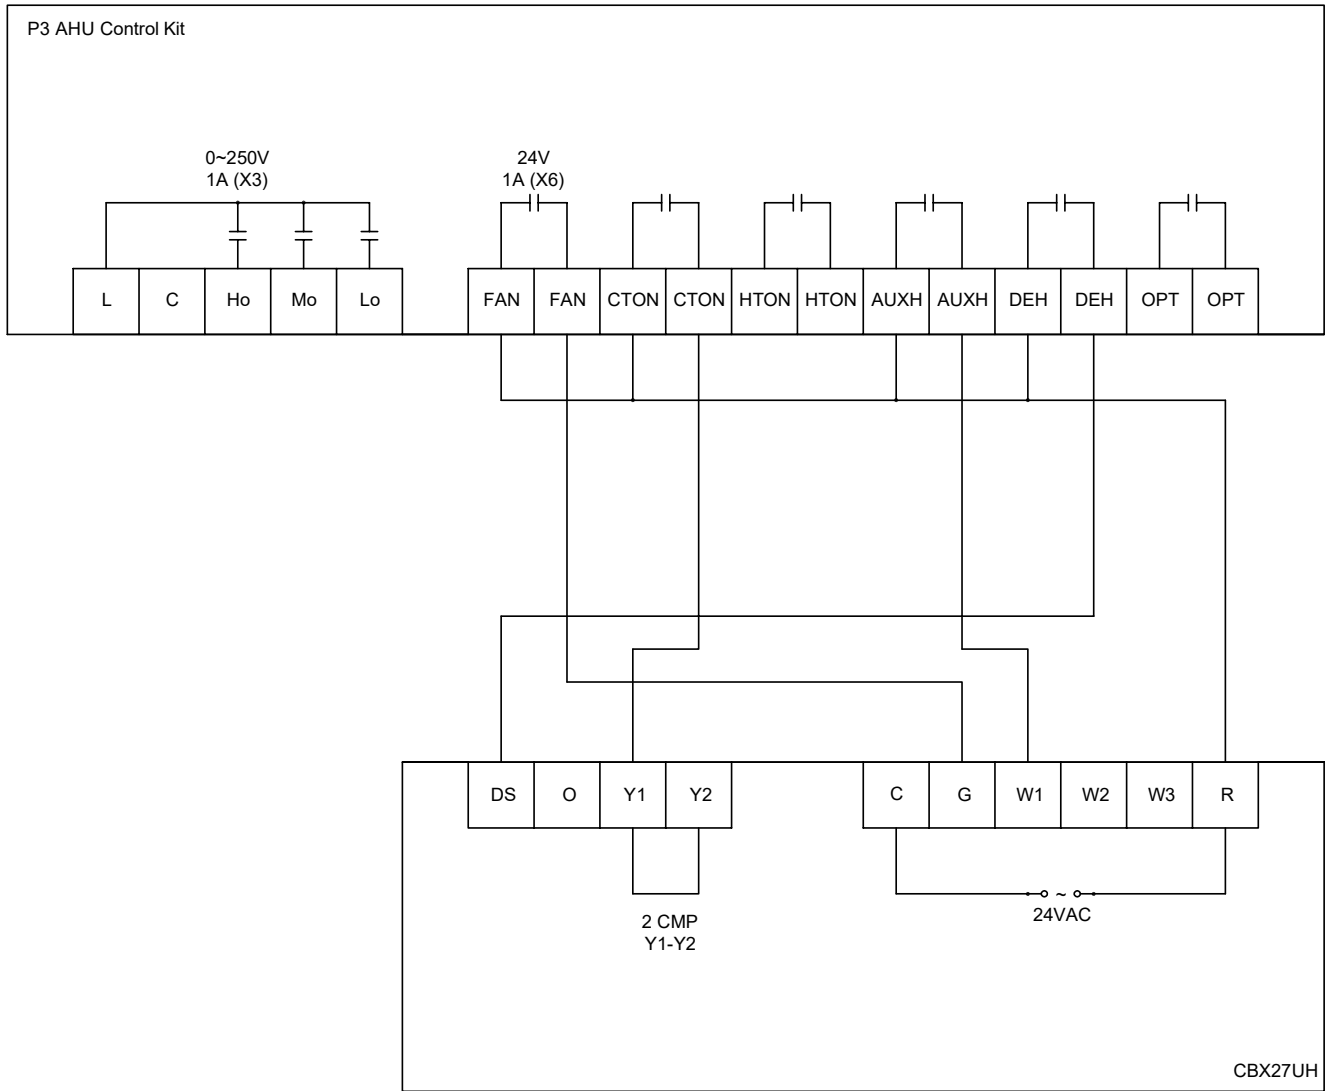 P3 AHU Control Kit
0~250V
1A (X3)
24V
1A (X6)
L C Ho Mo Lo FAN FAN CTON CTON HTON HTON AUXH AUXH DEH DEH OPT OPT
DS O Y1 Y2 C G W1 W2 W3 R
~
24VAC
2 CMP
Y1-Y2
CBX27UH